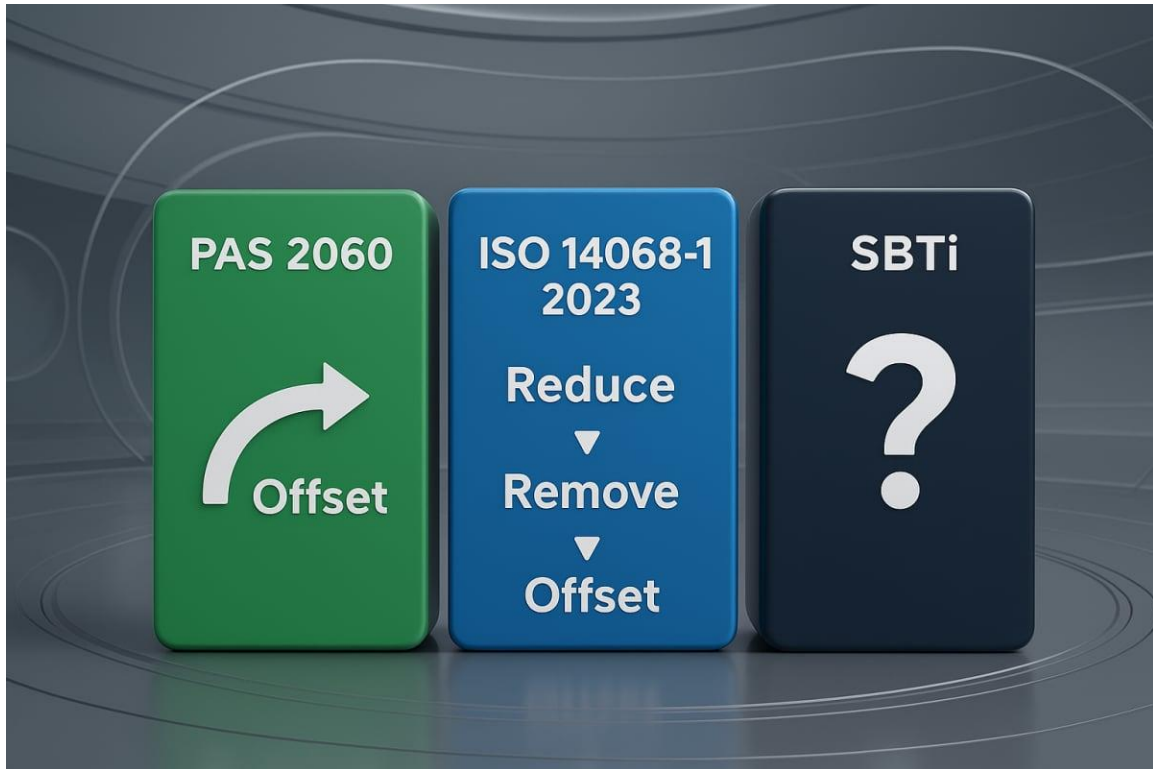 PAS 2060
Offset
ISO 14068-1
2023
Reduce
Remove
Offset
SBTi
?